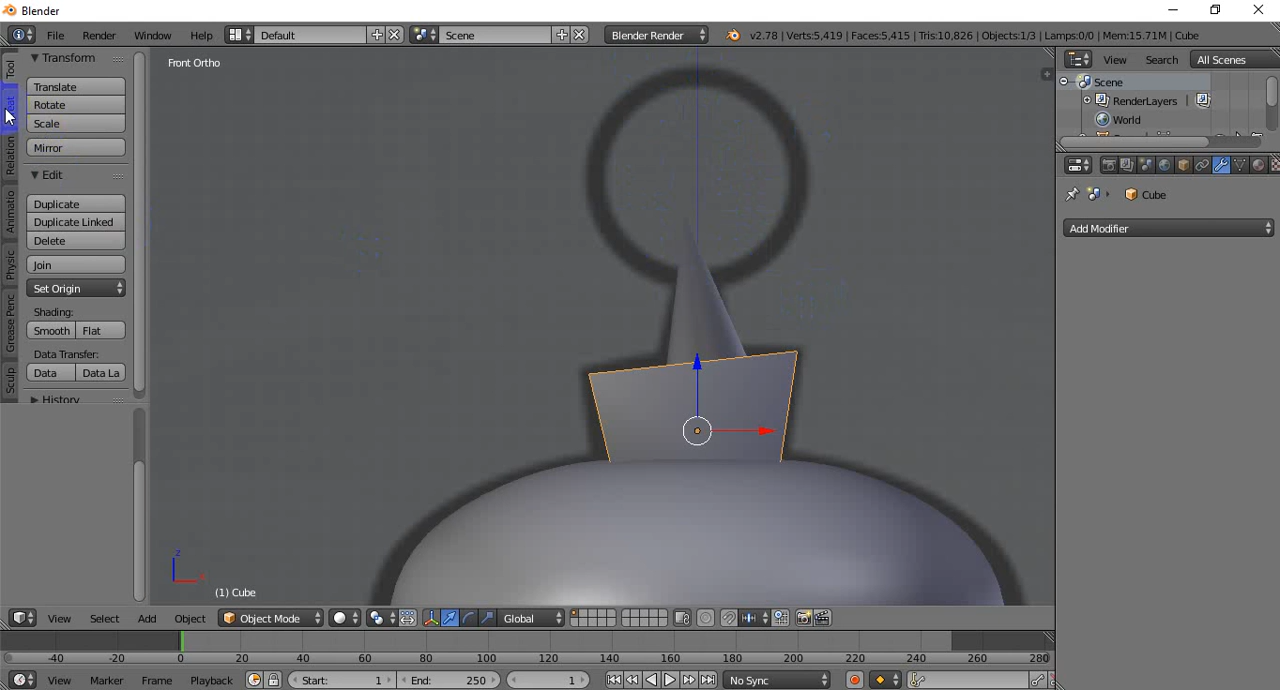 Blender
File Render Window Help Default Scene Blender Render v2.78 | Verts:5,419 | Faces:5,415 | Tris:10,826 | Objects:1/3 | Lamps:0/0 | Mem:15.71M | Cube
Tool
Relation
Animatio
Physic
Grease Penc
Sculp
Transform
Translate
Rotate
Scale
Mirror
Edit
Duplicate
Duplicate Linked
Delete
Join
Set Origin
Shading:
Smooth Flat
Data Transfer:
Data Data La
History
Front Ortho
z
(1) Cube
View Search All Scenes
Scene
RenderLayers
World
Cube
Add Modifier
View Select Add Object Object Mode Global
-40 -20 0 20 40 60 80 100 120 140 160 180 200 220 240 260 280
View Marker Frame Playback Start: 1 End: 250 1 No Sync